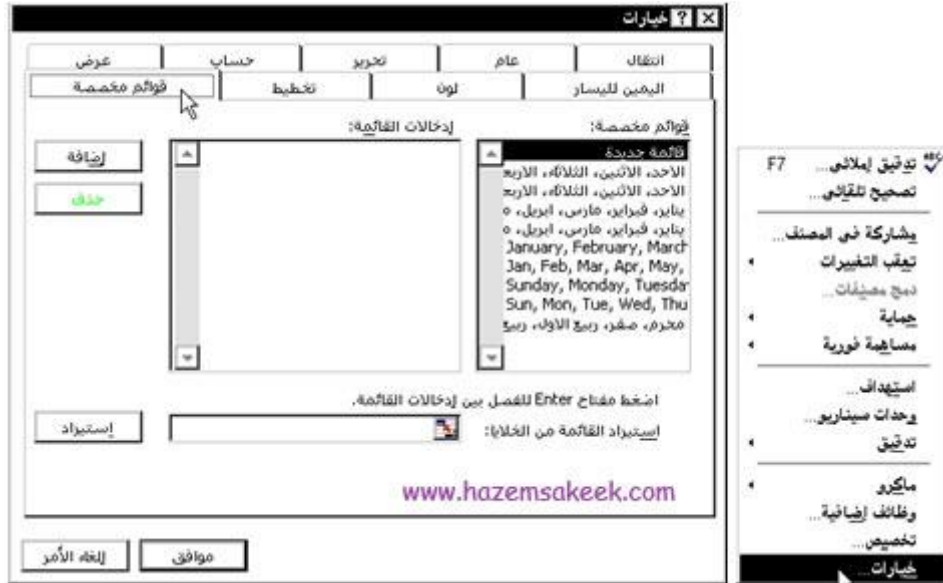 خيارات
انتقال
عام
تحرير
حساب
عرض
اليمين لليسار
لون
تخطيط
قوائم مخصصة
قوائم مخصصة:
إدخالات القائمة:
قائمة جديدة
الاحد، الاثنين، الثلاثاء، الاربع
الاحد، الاثنين، الثلاثاء، الاربع
يناير، فبراير، مارس، ابريل، م
يناير، فبراير، مارس، ابريل، م
January, February, March
Jan, Feb, Mar, Apr, May,
Sunday, Monday, Tuesda
Sun, Mon, Tue, Wed, Thu
محرم، صفر، ربيع الاول، ربيع
إضافة
حذف
اضغط مفتاح Enter للفصل بين إدخالات القائمة.
استيراد القائمة من الخلايا:
إستيراد
www.hazemsakeek.com
موافق
إلغاء الأمر
تدقيق إملائي... F7
تصحيح تلقائي...
مشاركة في المصنف...
تعقب التغييرات
دمج مصنفات...
حماية
مساهمة فورية
استهداف...
وحدات سيناريو...
تدقيق
ماكرو
وظائف إضافية...
تخصيص...
خيارات...